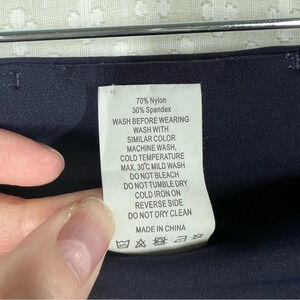 70% Nylon
30% Spandex
WASH BEFORE WEARING
WASH WITH
SIMILAR COLOR
MACHINE WASH,
COLD TEMPERATURE
MAX. 30℃ MILD WASH
DO NOT BLEACH
DO NOT TUMBLE DRY
COLD IRON ON
REVERSE SIDE
DO NOT DRY CLEAN
MADE IN CHINA